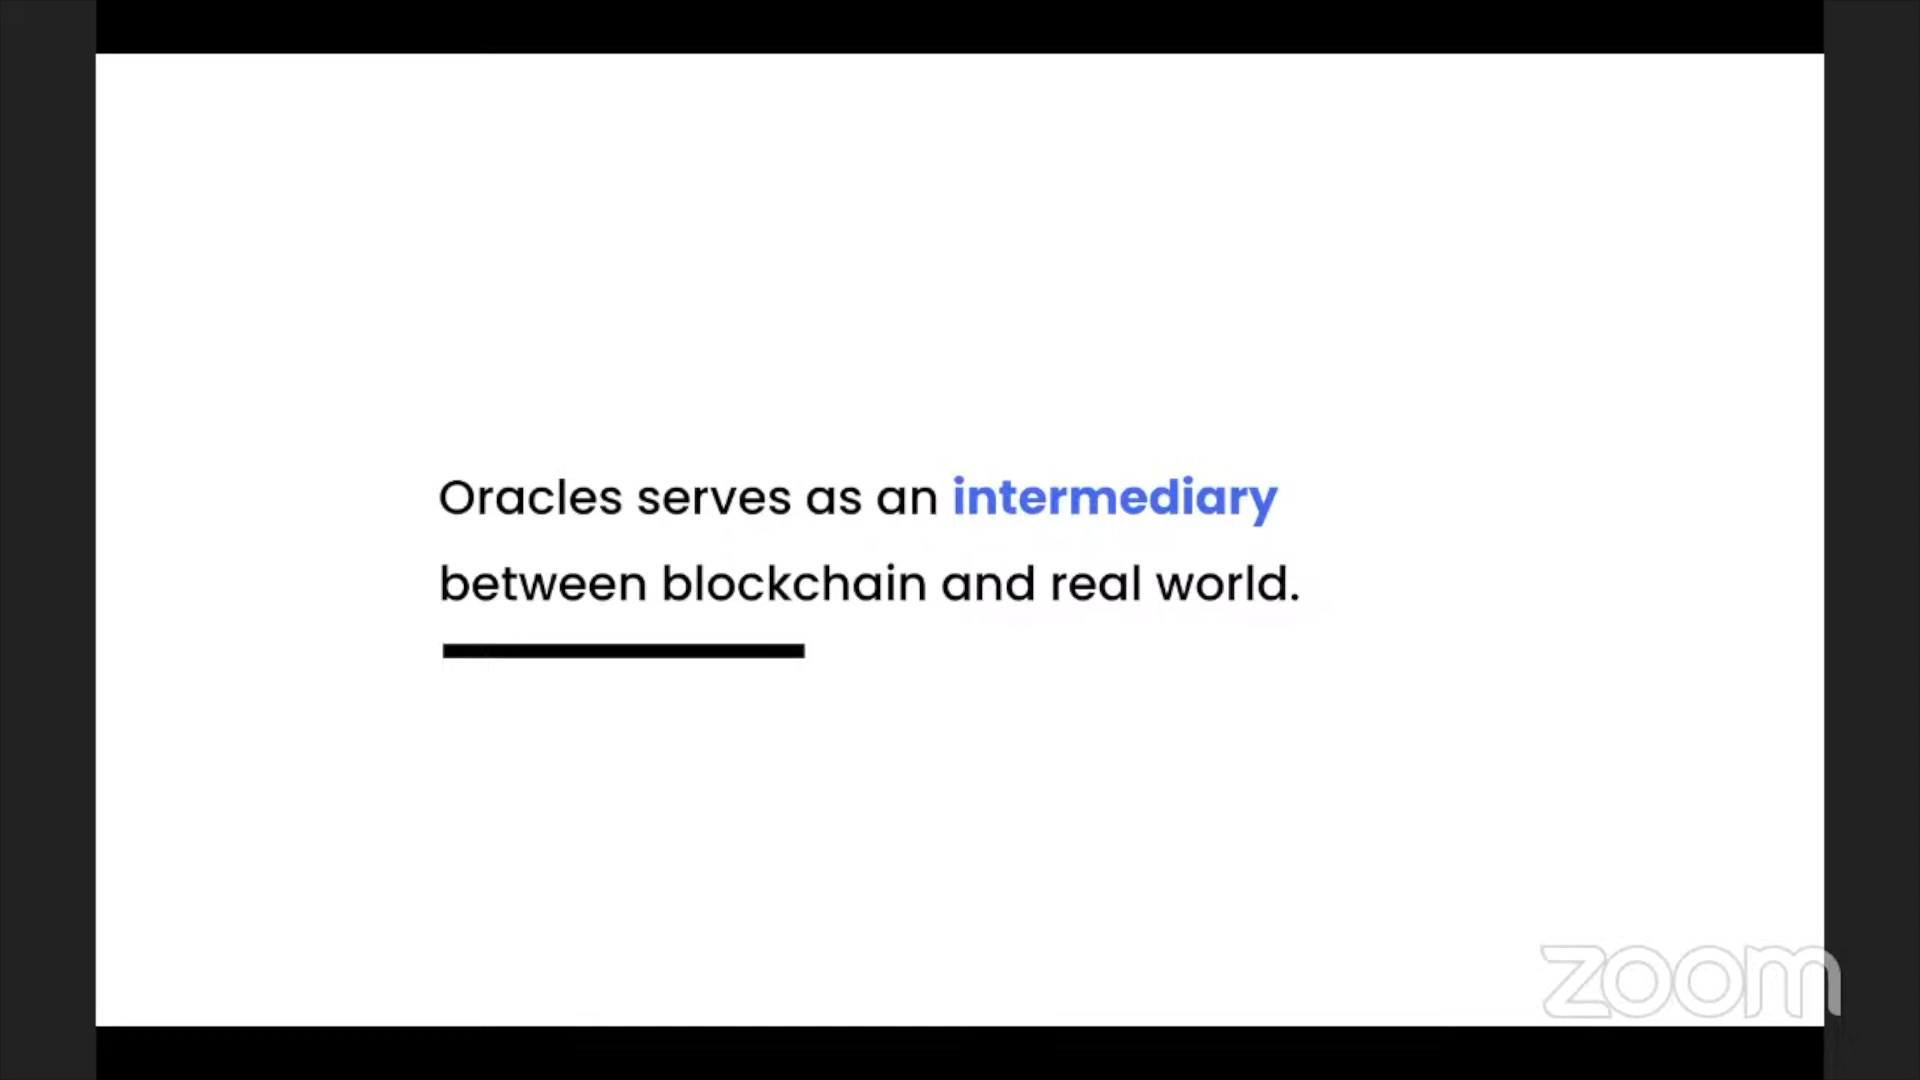 Oracles serves as an intermediary
between blockchain and real world.
zoom